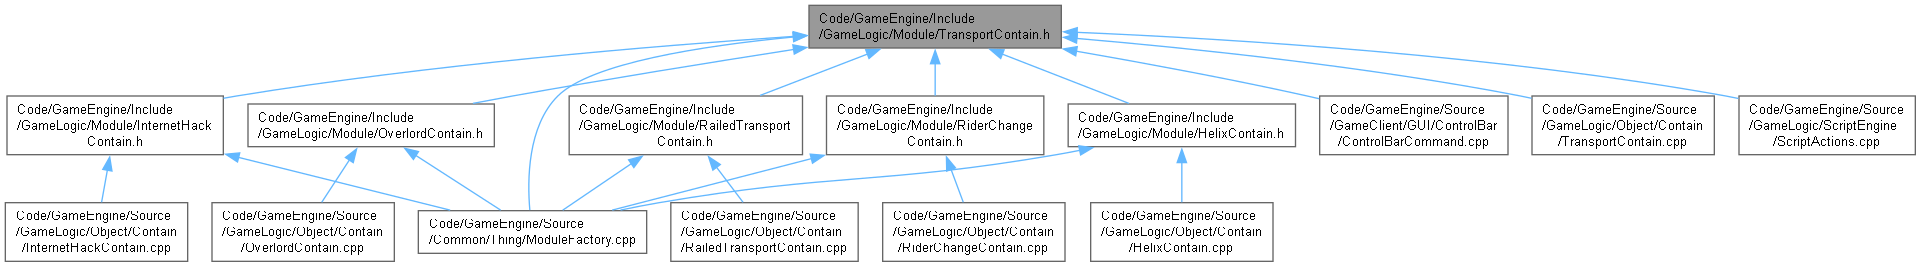 Code/GameEngine/Include
/GameLogic/Module/TransportContain.h
Code/GameEngine/Include
/GameLogic/Module/InternetHack
Contain.h
Code/GameEngine/Include
/GameLogic/Module/OverlordContain.h
Code/GameEngine/Include
/GameLogic/Module/RailedTransport
Contain.h
Code/GameEngine/Include
/GameLogic/Module/RiderChange
Contain.h
Code/GameEngine/Include
/GameLogic/Module/HelixContain.h
Code/GameEngine/Source
/GameClient/GUI/ControlBar
/ControlBarCommand.cpp
Code/GameEngine/Source
/GameLogic/Object/Contain
/TransportContain.cpp
Code/GameEngine/Source
/GameLogic/ScriptEngine
/ScriptActions.cpp
Code/GameEngine/Source
/GameLogic/Object/Contain
/InternetHackContain.cpp
Code/GameEngine/Source
/GameLogic/Object/Contain
/OverlordContain.cpp
Code/GameEngine/Source
/Common/Thing/ModuleFactory.cpp
Code/GameEngine/Source
/GameLogic/Object/Contain
/RailedTransportContain.cpp
Code/GameEngine/Source
/GameLogic/Object/Contain
/RiderChangeContain.cpp
Code/GameEngine/Source
/GameLogic/Object/Contain
/HelixContain.cpp